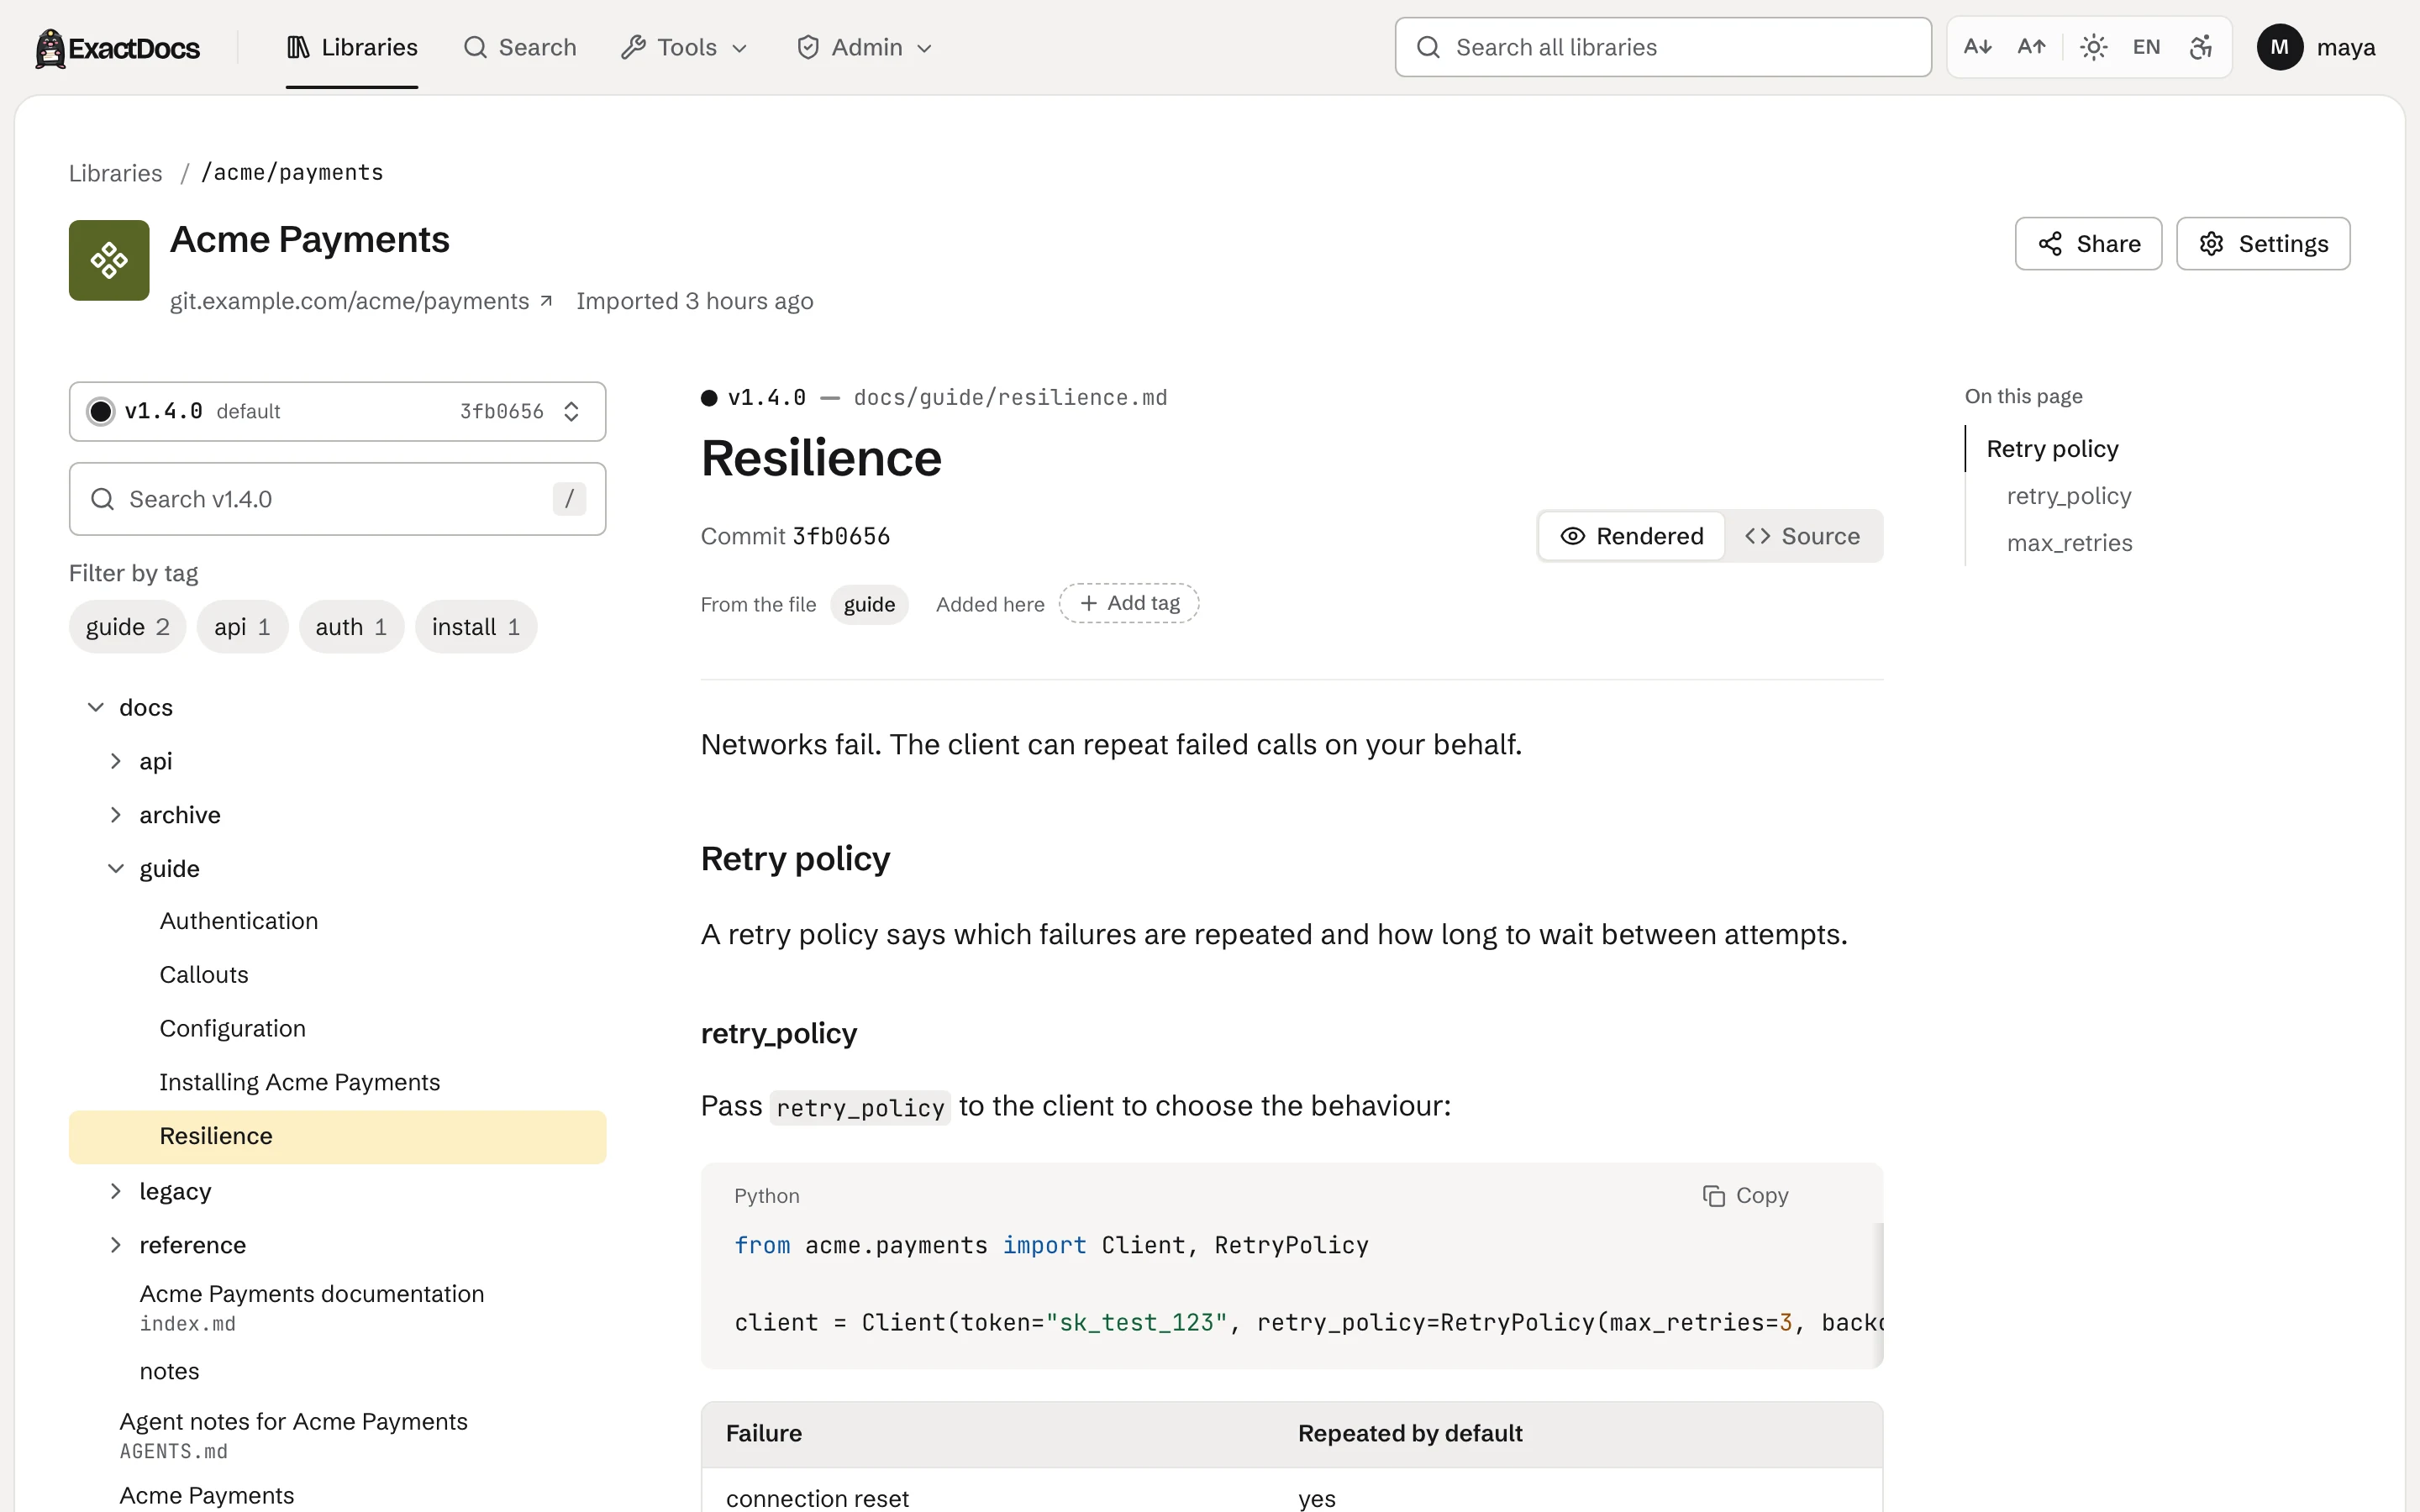 ExactDocs
Libraries
Search
Tools
Admin
Search all libraries
A
A
EN
M
maya
Libraries / /acme/payments
Acme Payments
git.example.com/acme/payments ↗ Imported 3 hours ago
Share
Settings
v1.4.0 default 3fb0656
Search v1.4.0 /
Filter by tag
guide 2
api 1
auth 1
install 1
docs
api
archive
guide
Authentication
Callouts
Configuration
Installing Acme Payments
Resilience
legacy
reference
Acme Payments documentation
index.md
notes
Agent notes for Acme Payments
AGENTS.md
Acme Payments
v1.4.0 — docs/guide/resilience.md
Resilience
Commit 3fb0656
Rendered
Source
From the file guide Added here + Add tag
Networks fail. The client can repeat failed calls on your behalf.
Retry policy
A retry policy says which failures are repeated and how long to wait between attempts.
retry_policy
Pass retry_policy to the client to choose the behaviour:
Python
Copy
from acme.payments import Client, RetryPolicy
client = Client(token="sk_test_123", retry_policy=RetryPolicy(max_retries=3,
Failure Repeated by default
connection reset yes
On this page
Retry policy
retry_policy
max_retries